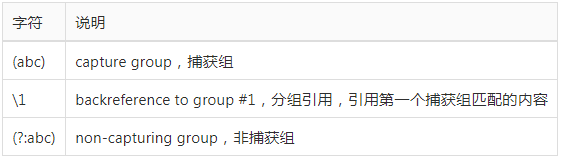 字符 说明
(abc) capture group，捕获组
\1 backreference to group #1，分组引用，引用第一个捕获组匹配的内容
(?:abc) non-capturing group，非捕获组